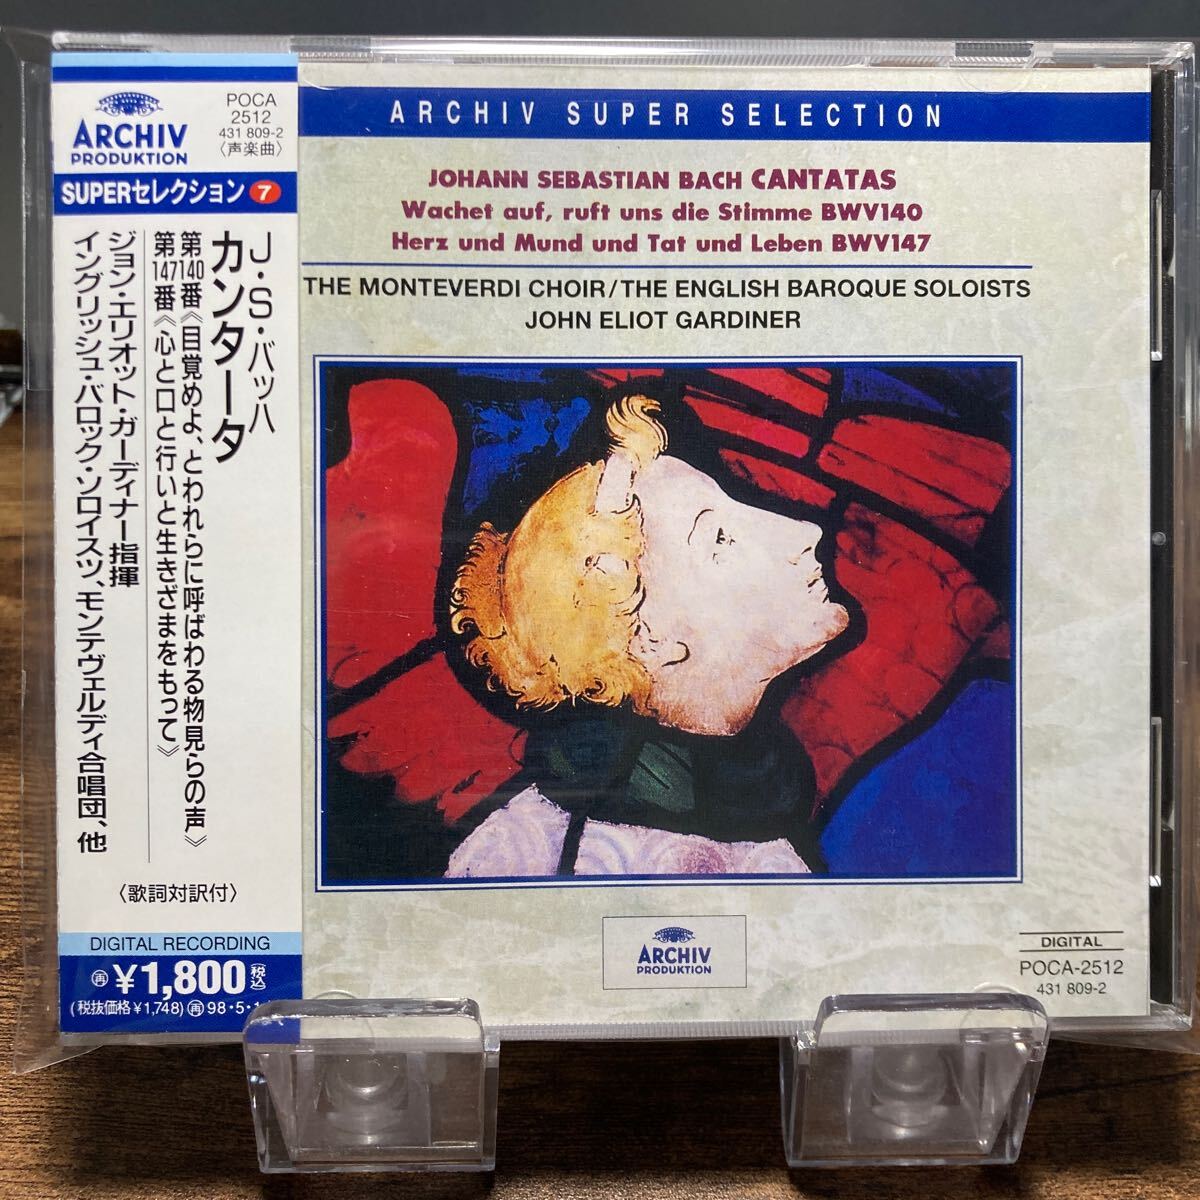 ARCHIV
PRODUKTION
POCA
2512
431 809-2
〈声楽曲〉
SUPERセレクション 7
J・S・バッハ
カンタータ
第140番《目覚めよ、とわれらに呼ばわる物見らの声》
第147番《心と口と行いと生きざまをもって》
ジョン・エリオット・ガーディナー指揮
イングリッシュ・バロック・ソロイスツ、モンテヴェルディ合唱団、他
〈歌詞対訳付〉
DIGITAL RECORDING
再 ¥1,800(税込)
(税抜価格¥1,748) 再 98・5・1
ARCHIV SUPER SELECTION
JOHANN SEBASTIAN BACH CANTATAS
Wachet auf, ruft uns die Stimme BWV140
Herz und Mund und Tat und Leben BWV147
THE MONTEVERDI CHOIR/THE ENGLISH BAROQUE SOLOISTS
JOHN ELIOT GARDINER
ARCHIV
PRODUKTION
DIGITAL
POCA-2512
431 809-2